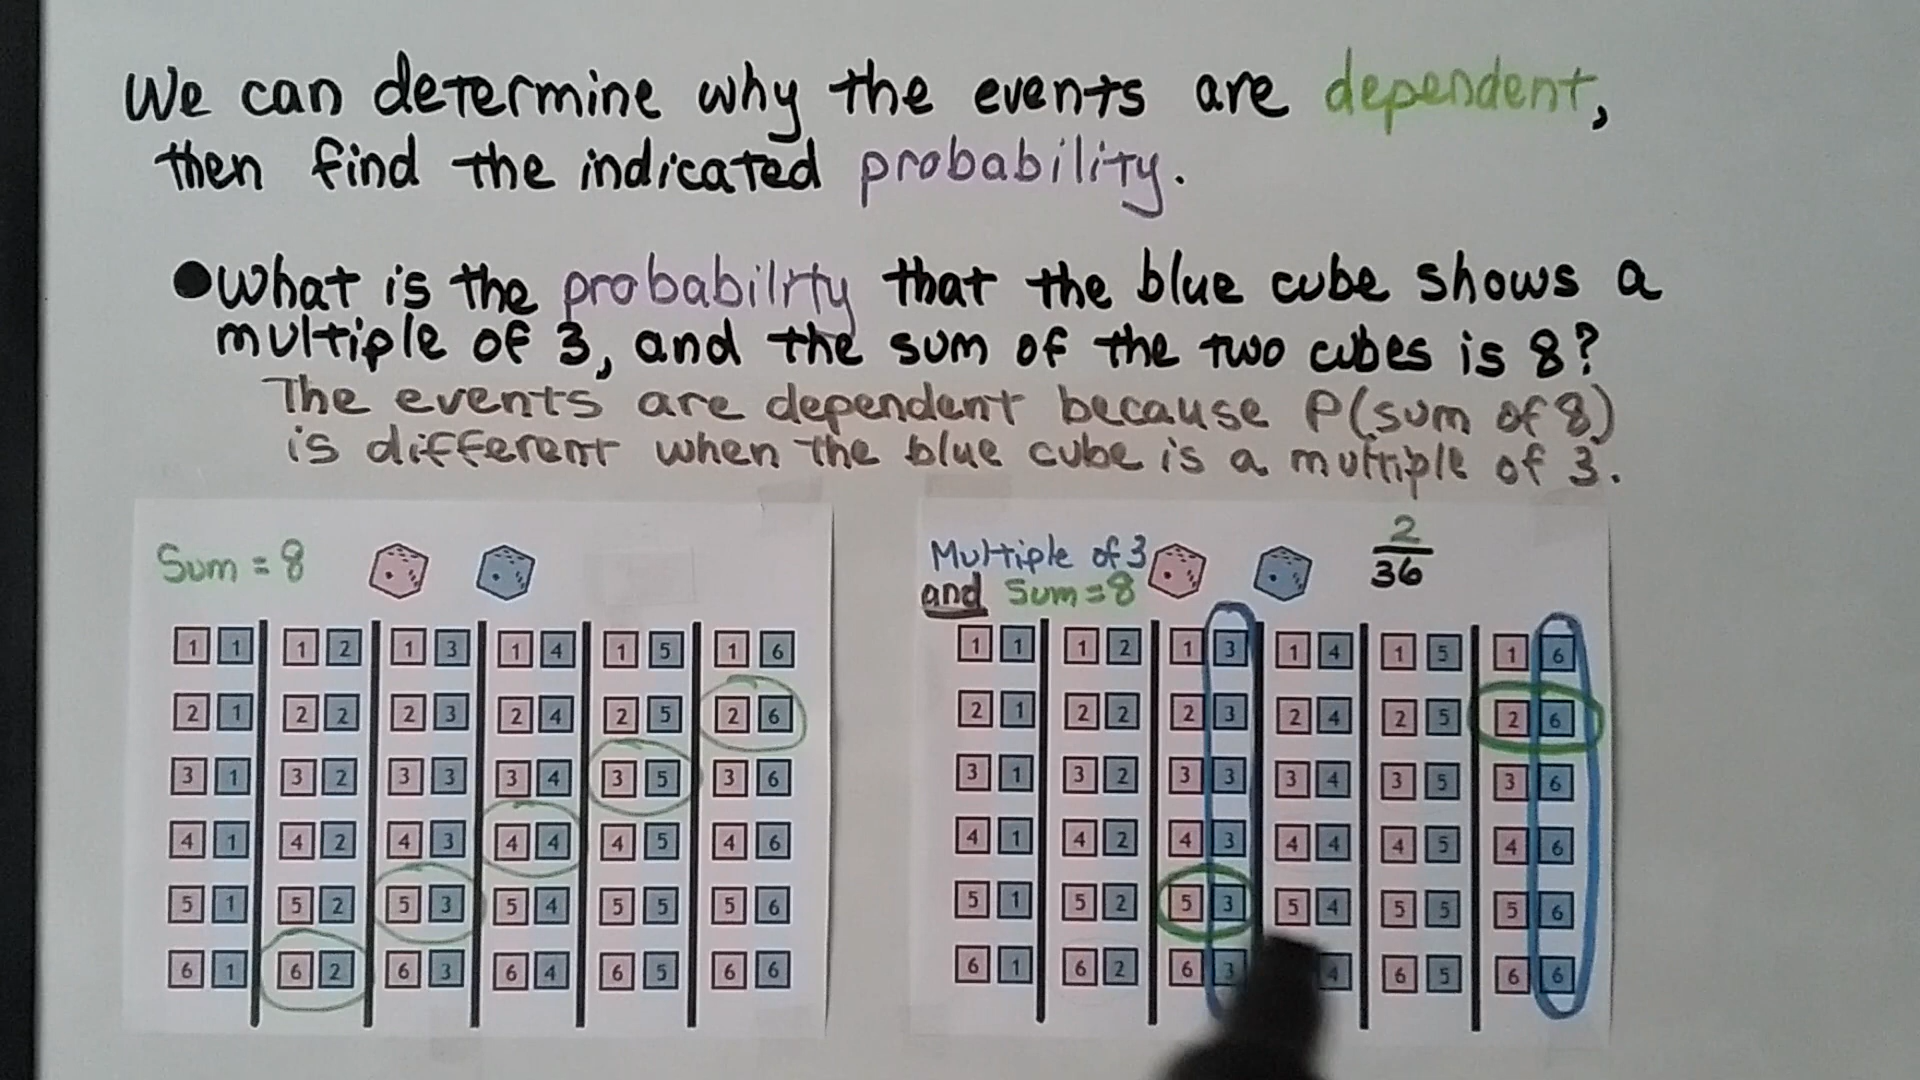 We can determine why the events are dependent,
then find the indicated probability.
●What is the probability that the blue cube shows a
multiple of 3, and the sum of the two cubes is 8?
The events are dependent because P(sum of 8)
is different when the blue cube is a multiple of 3.
Sum = 8
1 1 1 2 1 3 1 4 1 5 1 6
2 1 2 2 2 3 2 4 2 5 2 6
3 1 3 2 3 3 3 4 3 5 3 6
4 1 4 2 4 3 4 4 4 5 4 6
5 1 5 2 5 3 5 4 5 5 5 6
6 1 6 2 6 3 6 4 6 5 6 6
Multiple of 3
and Sum=8
2
36
1 1 1 2 1 3 1 4 1 5 1 6
2 1 2 2 2 3 2 4 2 5 2 6
3 1 3 2 3 3 3 4 3 5 3 6
4 1 4 2 4 3 4 4 4 5 4 6
5 1 5 2 5 3 5 4 5 5 5 6
6 1 6 2 6 3 4 6 5 6 6